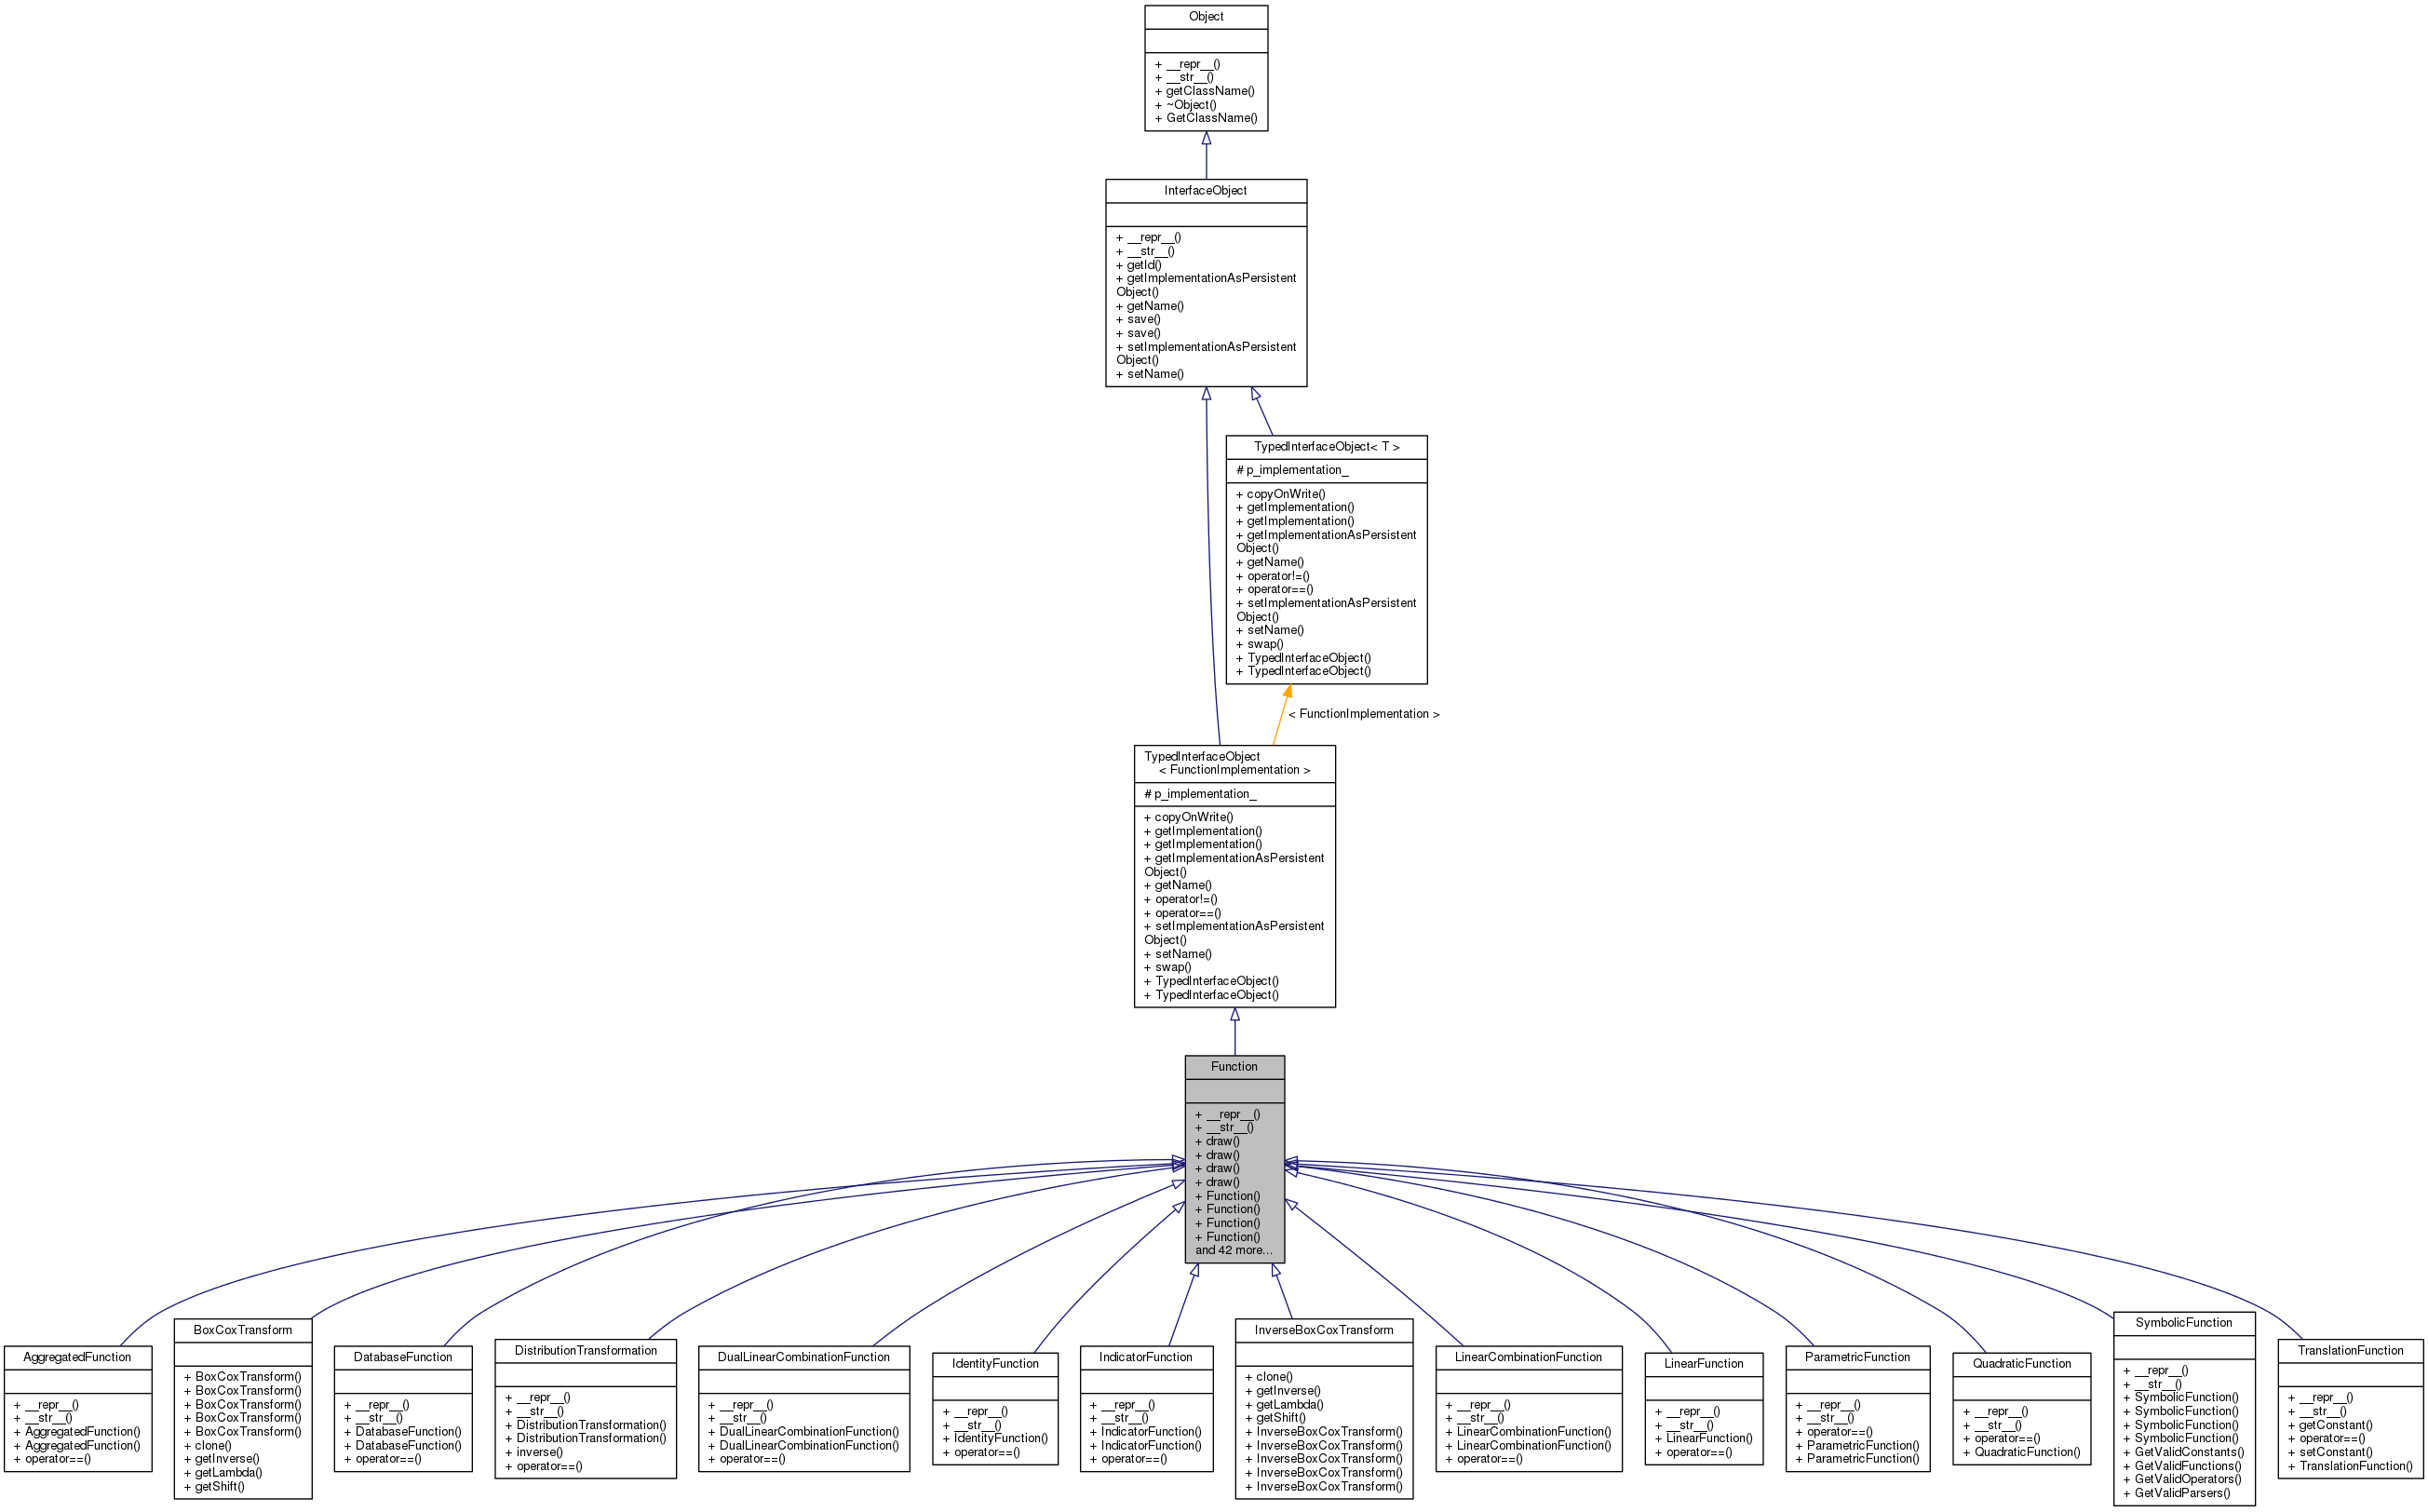 Object
+ __repr__()
+ __str__()
+ getClassName()
+ ~Object()
+ GetClassName()
InterfaceObject
+ __repr__()
+ __str__()
+ getId()
+ getImplementationAsPersistent
Object()
+ getName()
+ save()
+ save()
+ setImplementationAsPersistent
Object()
+ setName()
TypedInterfaceObject< T >
# p_implementation_
+ copyOnWrite()
+ getImplementation()
+ getImplementation()
+ getImplementationAsPersistent
Object()
+ getName()
+ operator!=()
+ operator==()
+ setImplementationAsPersistent
Object()
+ setName()
+ swap()
+ TypedInterfaceObject()
+ TypedInterfaceObject()
< FunctionImplementation >
TypedInterfaceObject
< FunctionImplementation >
# p_implementation_
+ copyOnWrite()
+ getImplementation()
+ getImplementation()
+ getImplementationAsPersistent
Object()
+ getName()
+ operator!=()
+ operator==()
+ setImplementationAsPersistent
Object()
+ setName()
+ swap()
+ TypedInterfaceObject()
+ TypedInterfaceObject()
Function
+ __repr__()
+ __str__()
+ draw()
+ draw()
+ draw()
+ draw()
+ Function()
+ Function()
+ Function()
+ Function()
and 42 more...
AggregatedFunction
+ __repr__()
+ __str__()
+ AggregatedFunction()
+ AggregatedFunction()
+ operator==()
BoxCoxTransform
+ BoxCoxTransform()
+ BoxCoxTransform()
+ BoxCoxTransform()
+ BoxCoxTransform()
+ BoxCoxTransform()
+ clone()
+ getInverse()
+ getLambda()
+ getShift()
DatabaseFunction
+ __repr__()
+ __str__()
+ DatabaseFunction()
+ DatabaseFunction()
+ operator==()
DistributionTransformation
+ __repr__()
+ __str__()
+ DistributionTransformation()
+ DistributionTransformation()
+ inverse()
+ operator==()
DualLinearCombinationFunction
+ __repr__()
+ __str__()
+ DualLinearCombinationFunction()
+ DualLinearCombinationFunction()
+ operator==()
IdentityFunction
+ __repr__()
+ __str__()
+ IdentityFunction()
+ operator==()
IndicatorFunction
+ __repr__()
+ __str__()
+ IndicatorFunction()
+ IndicatorFunction()
+ operator==()
InverseBoxCoxTransform
+ clone()
+ getInverse()
+ getLambda()
+ getShift()
+ InverseBoxCoxTransform()
+ InverseBoxCoxTransform()
+ InverseBoxCoxTransform()
+ InverseBoxCoxTransform()
+ InverseBoxCoxTransform()
LinearCombinationFunction
+ __repr__()
+ __str__()
+ LinearCombinationFunction()
+ LinearCombinationFunction()
+ operator==()
LinearFunction
+ __repr__()
+ __str__()
+ LinearFunction()
+ operator==()
ParametricFunction
+ __repr__()
+ __str__()
+ operator==()
+ ParametricFunction()
+ ParametricFunction()
QuadraticFunction
+ __repr__()
+ __str__()
+ operator==()
+ QuadraticFunction()
SymbolicFunction
+ __repr__()
+ __str__()
+ SymbolicFunction()
+ SymbolicFunction()
+ SymbolicFunction()
+ SymbolicFunction()
+ GetValidConstants()
+ GetValidFunctions()
+ GetValidOperators()
+ GetValidParsers()
TranslationFunction
+ __repr__()
+ __str__()
+ getConstant()
+ operator==()
+ setConstant()
+ TranslationFunction()